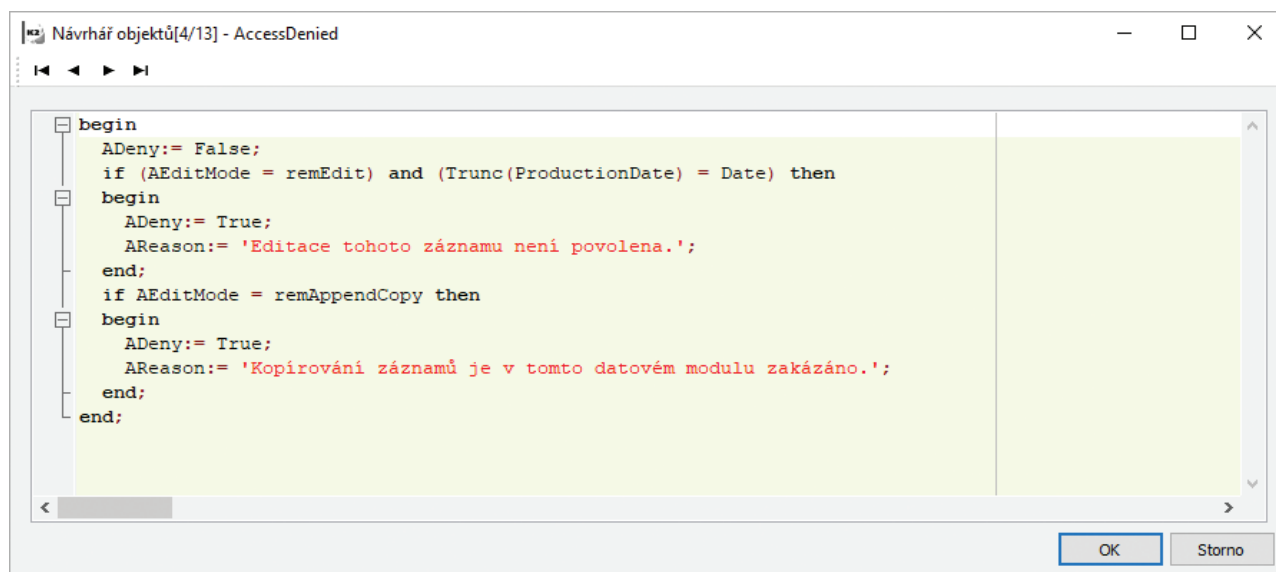 K2 Návrhář objektů[4/13] - AccessDenied
begin
ADeny:= False;
if (AEditMode = remEdit) and (Trunc(ProductionDate) = Date) then
begin
ADeny:= True;
AReason:= 'Editace tohoto záznamu není povolena.';
end;
if AEditMode = remAppendCopy then
begin
ADeny:= True;
AReason:= 'Kopírování záznamů je v tomto datovém modulu zakázáno.';
end;
end;
OK Storno